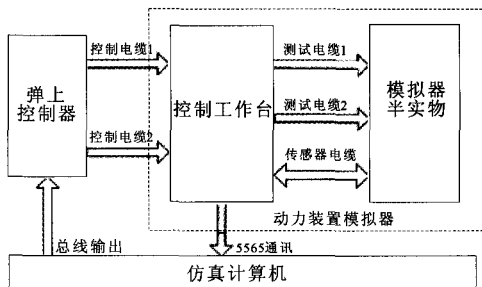 控制电缆1
测试电缆1
弹上
控制器
控制工作台
模拟器
半实物
测试电缆2
控制电缆2
传感器电缆
动力装置模拟器
总线输出
5565通讯
仿真计算机